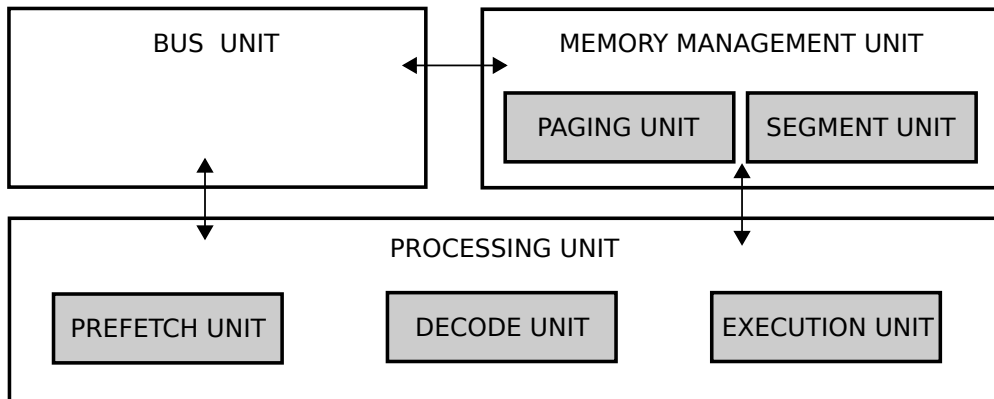 BUS UNIT
MEMORY MANAGEMENT UNIT
PAGING UNIT
SEGMENT UNIT
PROCESSING UNIT
PREFETCH UNIT
DECODE UNIT
EXECUTION UNIT